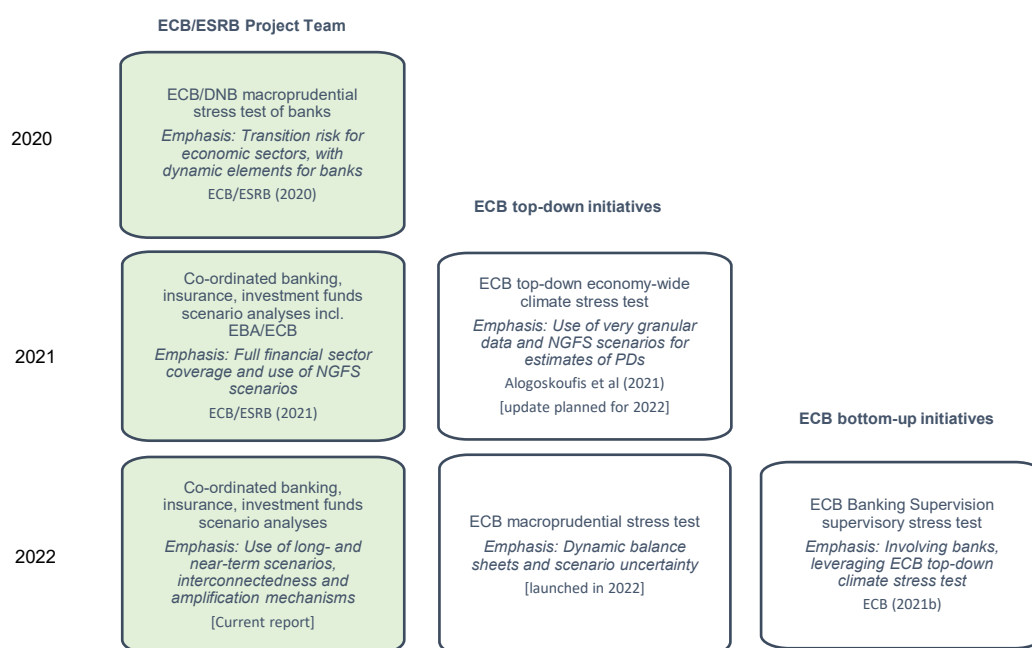 ECB/ESRB Project Team
2020
ECB/DNB macroprudential
stress test of banks
Emphasis: Transition risk for
economic sectors, with
dynamic elements for banks
ECB/ESRB (2020)
ECB top-down initiatives
2021
Co-ordinated banking,
insurance, investment funds
scenario analyses incl.
EBA/ECB
Emphasis: Full financial sector
coverage and use of NGFS
scenarios
ECB/ESRB (2021)
ECB top-down economy-wide
climate stress test
Emphasis: Use of very granular
data and NGFS scenarios for
estimates of PDs
Alogoskoufis et al (2021)
[update planned for 2022]
ECB bottom-up initiatives
2022
Co-ordinated banking,
insurance, investment funds
scenario analyses
Emphasis: Use of long- and
near-term scenarios,
interconnectedness and
amplification mechanisms
[Current report]
ECB macroprudential stress test
Emphasis: Dynamic balance
sheets and scenario uncertainty
[launched in 2022]
ECB Banking Supervision
supervisory stress test
Emphasis: Involving banks,
leveraging ECB top-down
climate stress test
ECB (2021b)